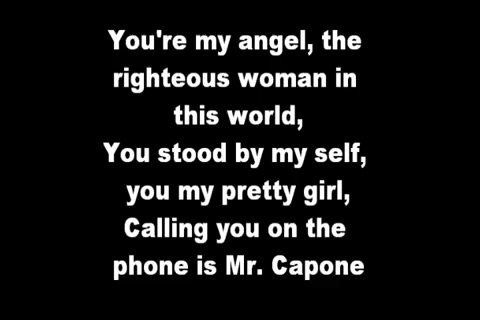 You're my angel, the
righteous woman in
this world,
You stood by my self,
you my pretty girl,
Calling you on the
phone is Mr. Capone